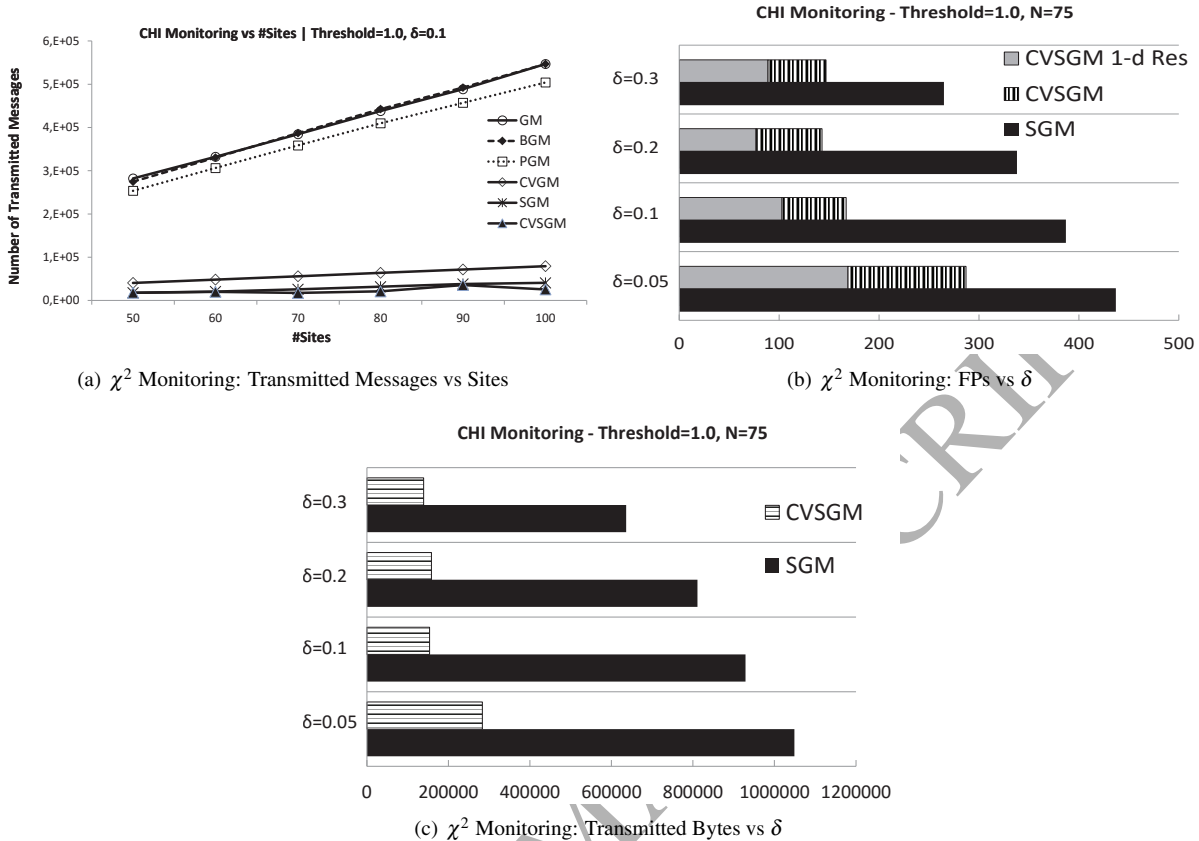 CHI Monitoring vs #Sites | Threshold=1.0, δ=0.1
Number of Transmitted Messages
6,E+05
5,E+05
4,E+05
3,E+05
2,E+05
1,E+05
0,E+00
50 60 70 80 90 100
#Sites
GM
BGM
PGM
CVGM
SGM
CVSGM
(a) χ² Monitoring: Transmitted Messages vs Sites
CHI Monitoring - Threshold=1.0, N=75
δ=0.3
δ=0.2
δ=0.1
δ=0.05
0 100 200 300 400 500
CVSGM 1-d Res
CVSGM
SGM
(b) χ² Monitoring: FPs vs δ
CHI Monitoring - Threshold=1.0, N=75
δ=0.3
δ=0.2
δ=0.1
δ=0.05
0 200000 400000 600000 800000 1000000 1200000
CVSGM
SGM
(c) χ² Monitoring: Transmitted Bytes vs δ